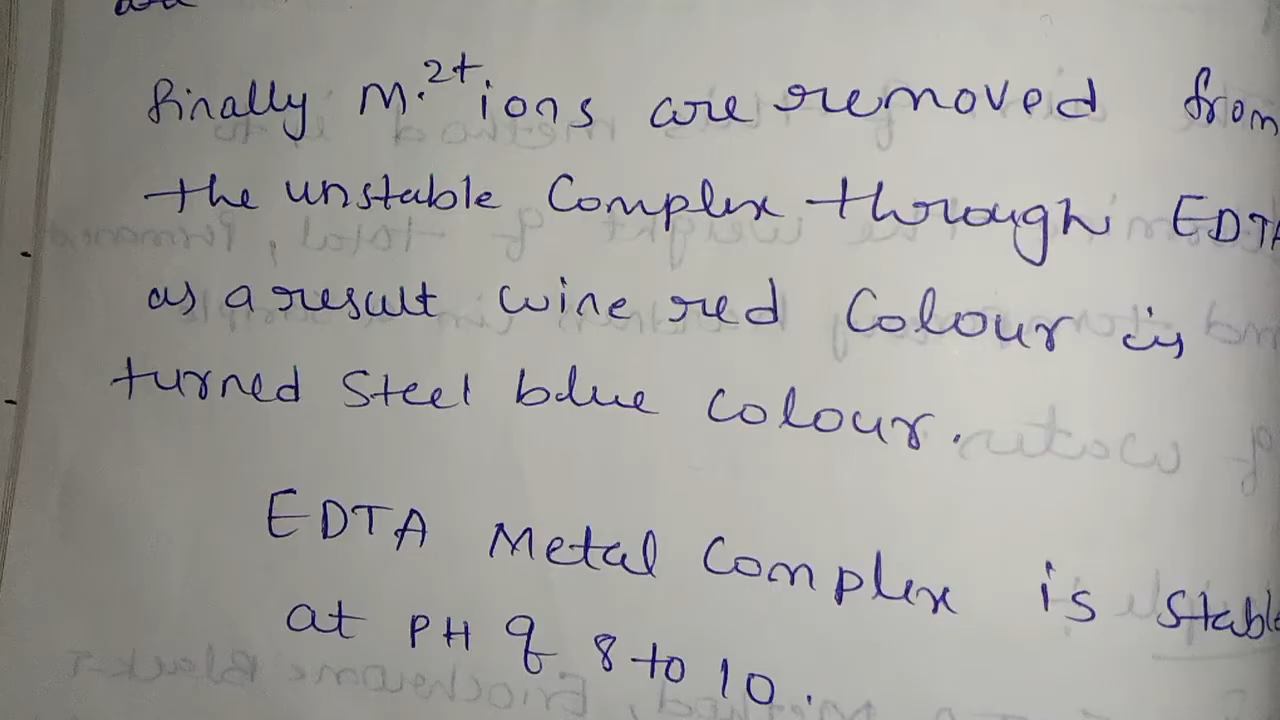 finally M.²⁺ ions are removed from
the unstable Complex through EDTA
as a result wine red Colour is
turned Steel blue colour.
EDTA Metal Complex is stable
at PH of 8 to 10.